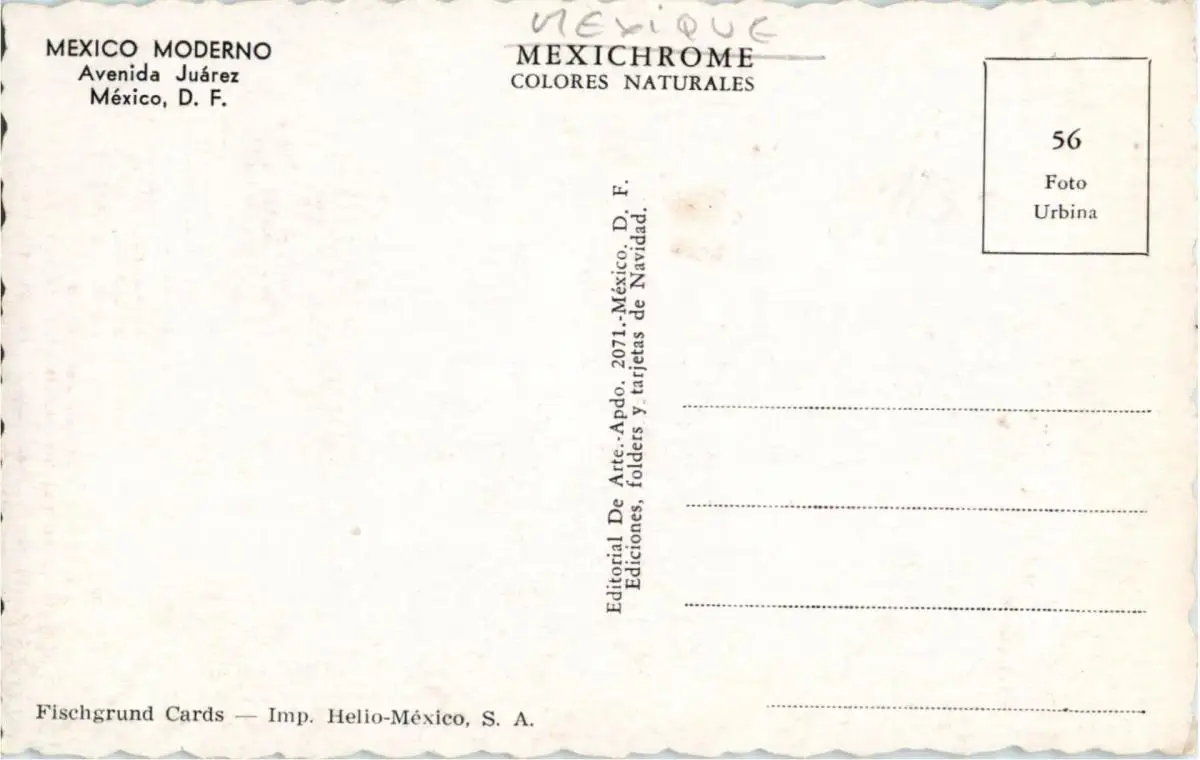 MEXIQUE
MEXICO MODERNO
Avenida Juárez
México, D. F.
MEXICHROME
COLORES NATURALES
56
Foto
Urbina
Editorial De Arte.-Apdo. 2071.-México. D. F.
Ediciones, folders y tarjetas de Navidad.
Fischgrund Cards — Imp. Helio-México, S. A.